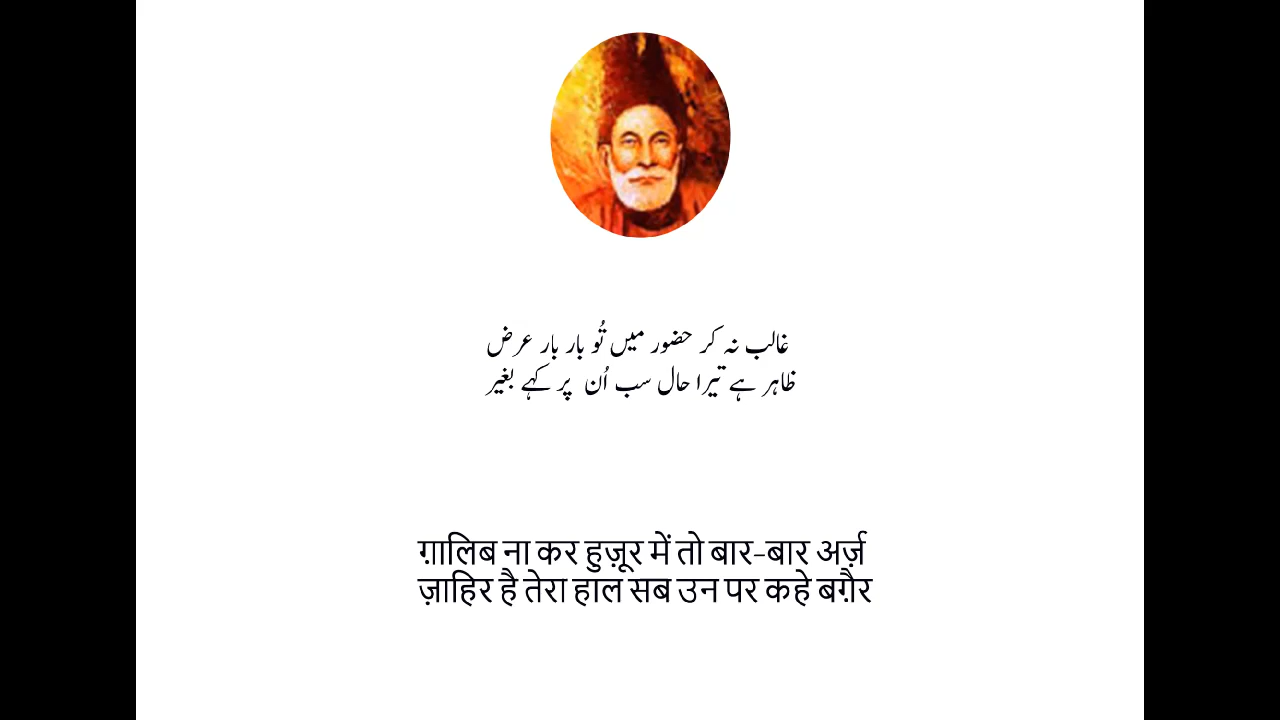 غالب نہ کر حضور میں تُو بار بار عرض
ظاہر ہے تیرا حال سب اُن پر کہے بغیر
ग़ालिब ना कर हुज़ूर में तो बार-बार अर्ज़
ज़ाहिर है तेरा हाल सब उन पर कहे बग़ैर